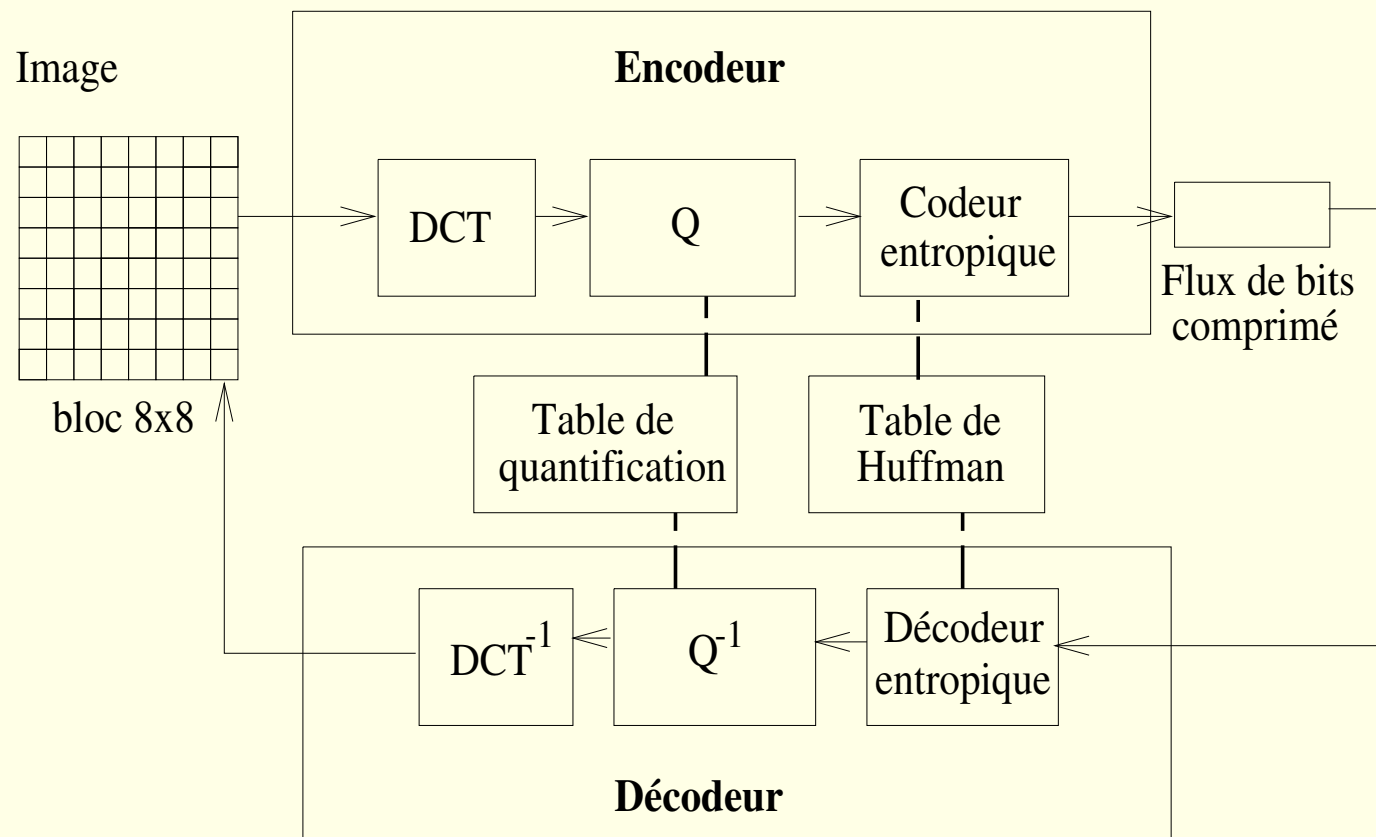 Image
Encodeur
DCT
Q
Codeur
entropique
Flux de bits
comprimé
bloc 8x8
Table de
quantification
Table de
Huffman
DCT-1
Q-1
Décodeur
entropique
Décodeur